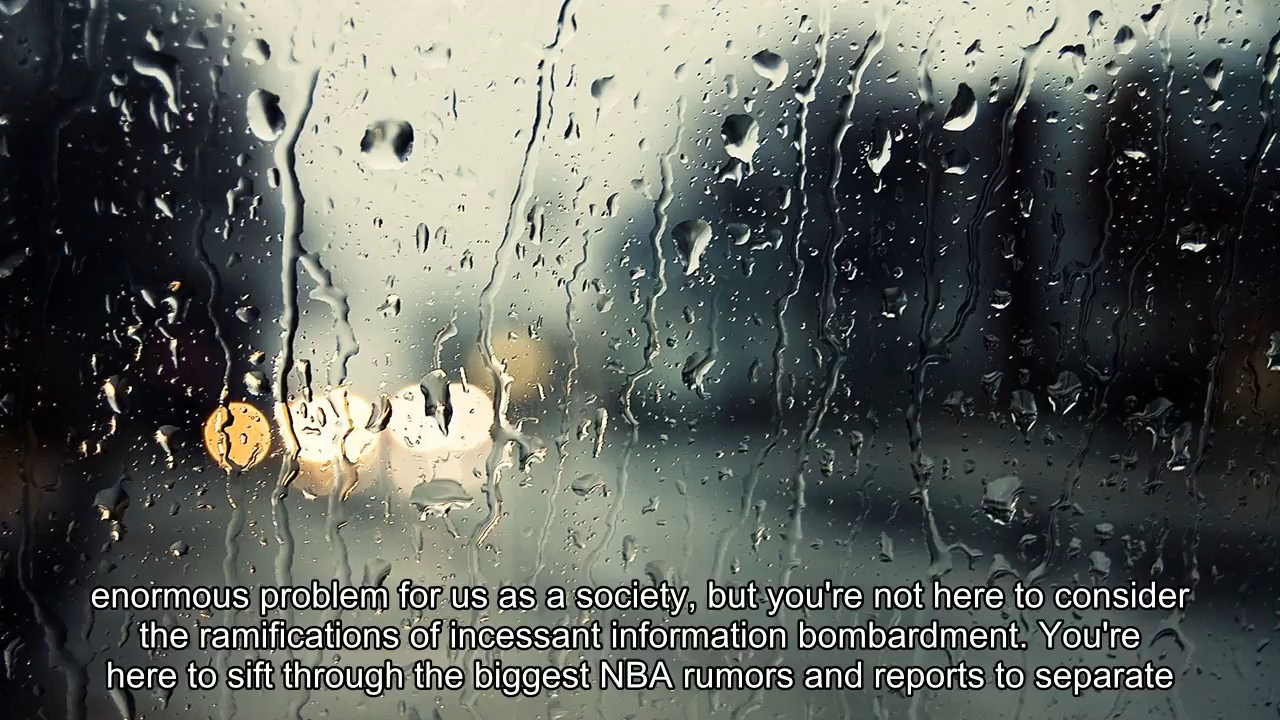 enormous problem for us as a society, but you're not here to consider
the ramifications of incessant information bombardment. You're
here to sift through the biggest NBA rumors and reports to separate